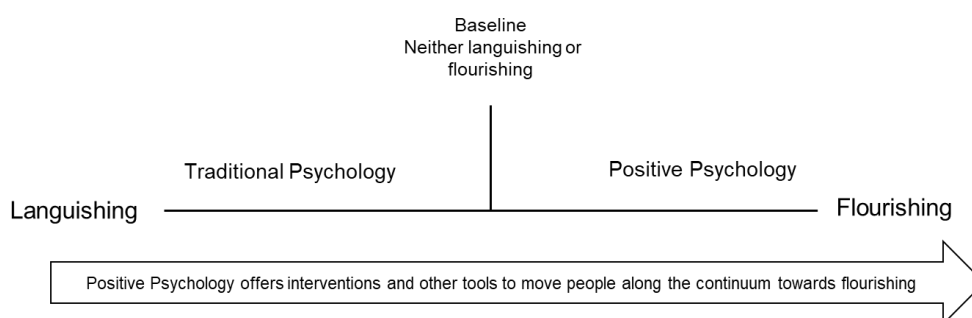 Baseline
Neither languishing or
flourishing
Traditional Psychology
Positive Psychology
Languishing
Flourishing
Positive Psychology offers interventions and other tools to move people along the continuum towards flourishing